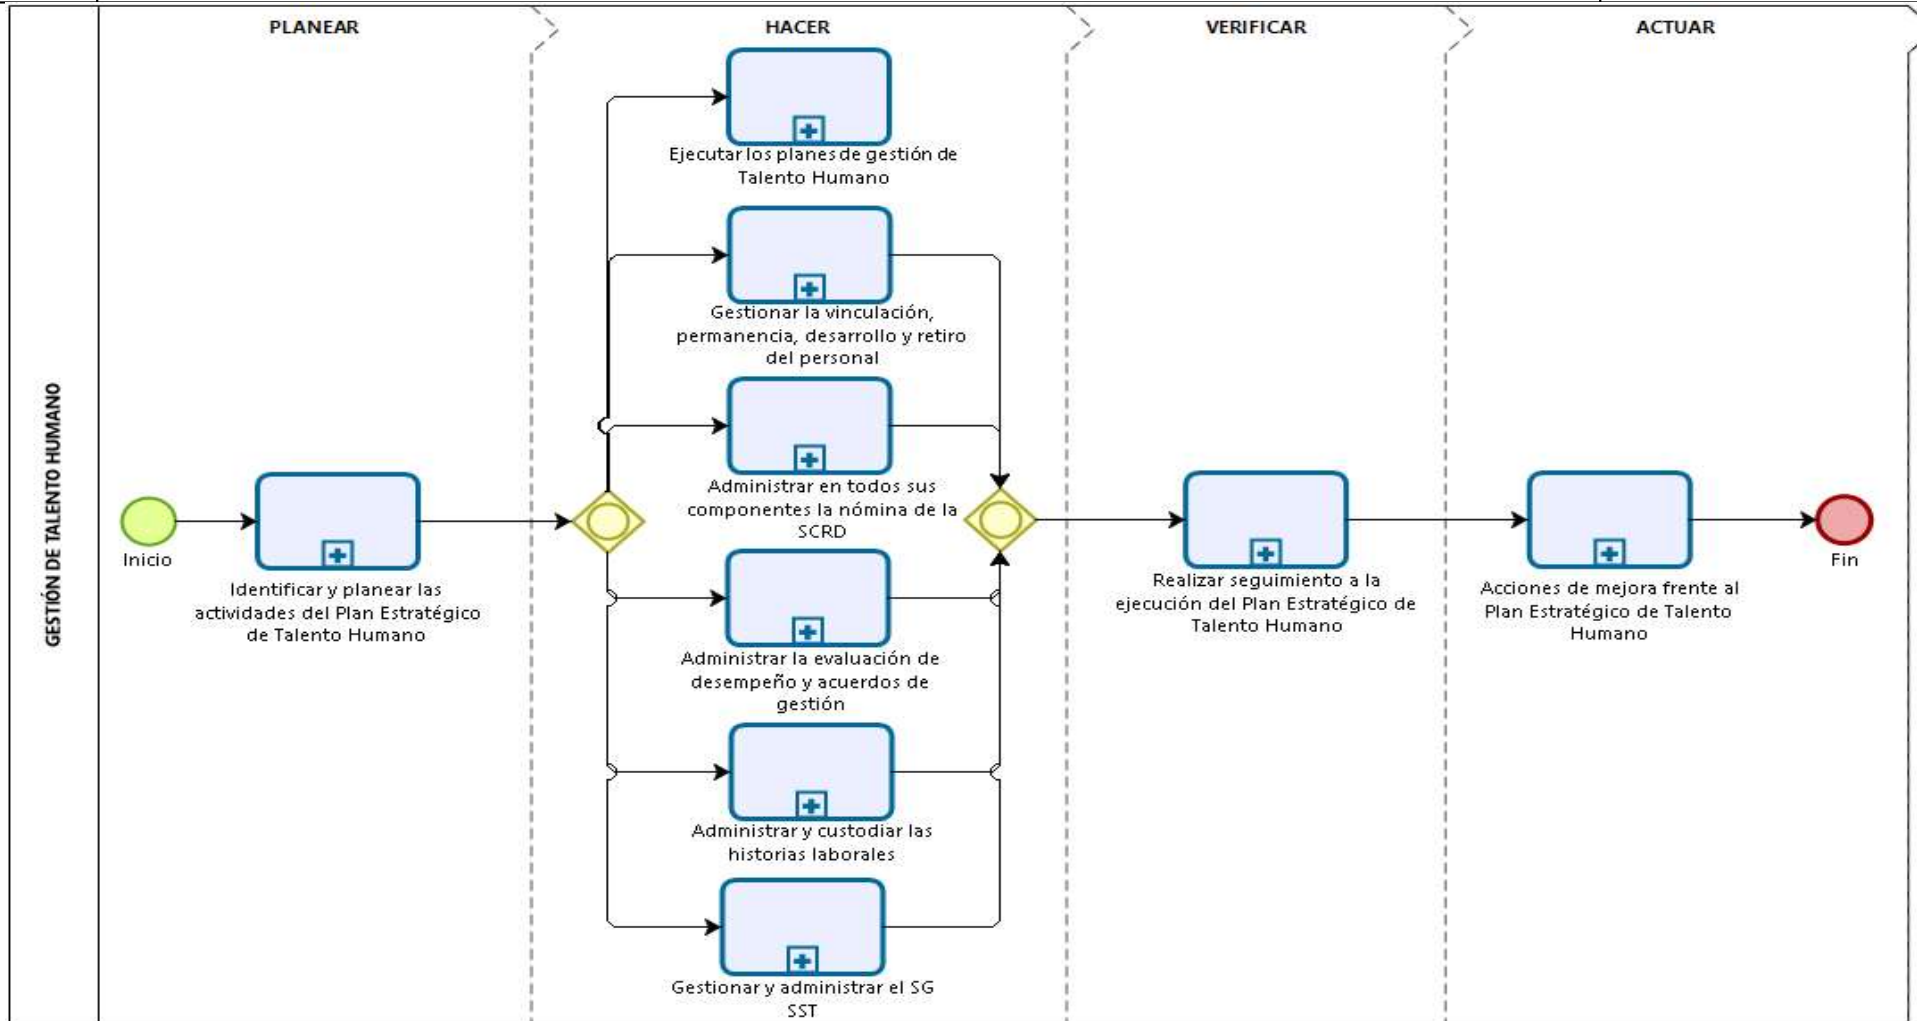 PLANEAR
HACER
VERIFICAR
ACTUAR
GESTIÓN DE TALENTO HUMANO
Inicio
Identificar y planear las
actividades del Plan Estratégico
de Talento Humano
Ejecutar los planes de gestión de
Talento Humano
Gestionar la vinculación,
permanencia, desarrollo y retiro
del personal
Administrar en todos sus
componentes la nómina de la
SCRD
Administrar la evaluación de
desempeño y acuerdos de
gestión
Administrar y custodiar las
historias laborales
Gestionar y administrar el SG
SST
Realizar seguimiento a la
ejecución del Plan Estratégico de
Talento Humano
Acciones de mejora frente al
Plan Estratégico de Talento
Humano
Fin